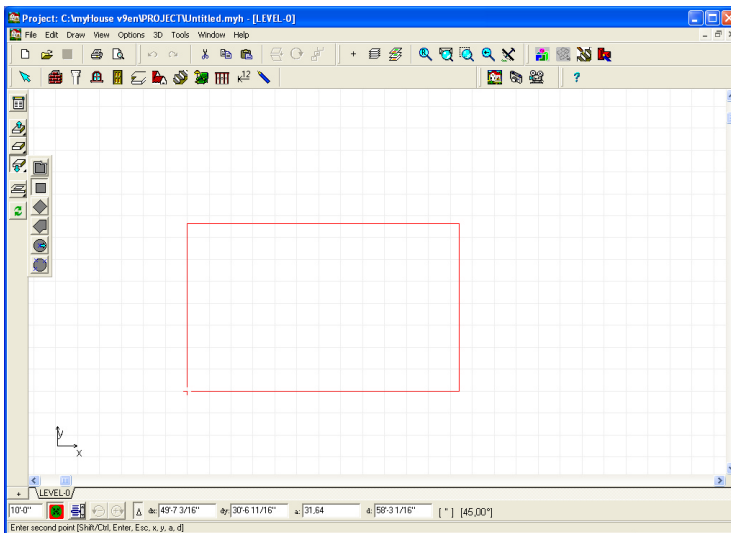 Project: C:\myHouse v9en\PROJECT\Untitled.myh - [LEVEL-0]
File Edit Draw View Options 3D Tools Window Help
12
?
y
x
+ LEVEL-0
10'-0" Δ dx: 49'-7 3/16" dy: 30'-6 11/16" a: 31,64 d: 58'-3 1/16" [ " ] [45,00°]
Enter second point [Shift/Ctrl, Enter, Esc, x, y, a, d]